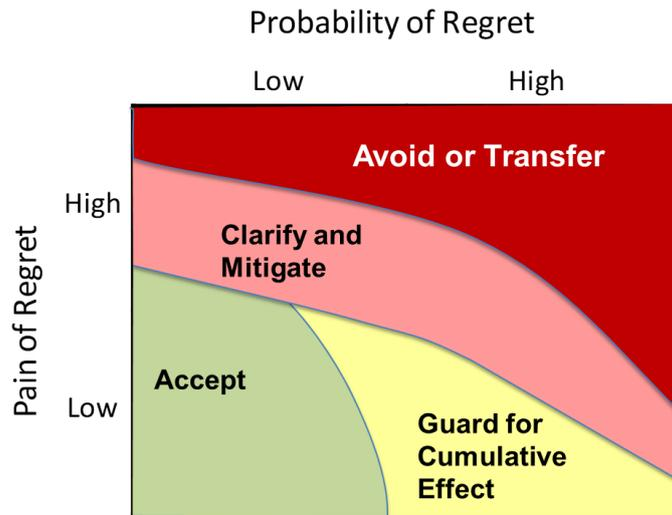 Probability of Regret
Low High
Avoid or Transfer
High
Clarify and
Mitigate
Pain of Regret
Accept
Low
Guard for
Cumulative
Effect